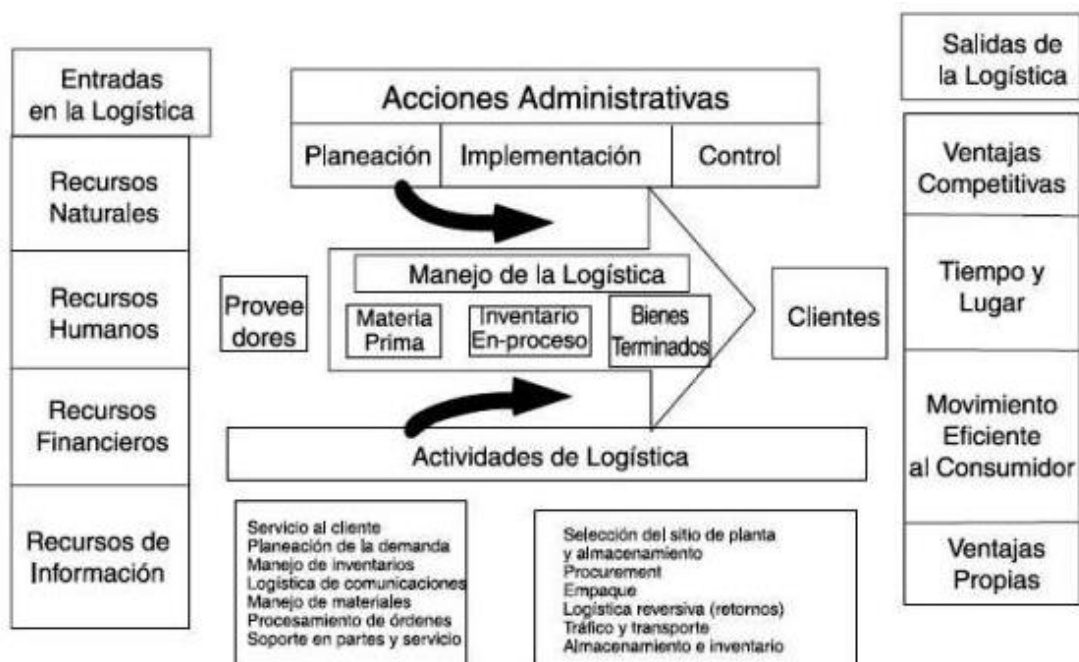 Entradas
en la Logística
Recursos
Naturales
Recursos
Humanos
Recursos
Financieros
Recursos de
Información
Acciones Administrativas
Planeación
Implementación
Control
Provee
dores
Manejo de la Logística
Materia
Prima
Inventario
En-proceso
Bienes
Terminados
Clientes
Actividades de Logística
Servicio al cliente
Planeación de la demanda
Manejo de inventarios
Logística de comunicaciones
Manejo de materiales
Procesamiento de órdenes
Soporte en partes y servicio
Selección del sitio de planta
y almacenamiento
Procurement
Empaque
Logística reversiva (retornos)
Tráfico y transporte
Almacenamiento e inventario
Salidas de
la Logística
Ventajas
Competitivas
Tiempo y
Lugar
Movimiento
Eficiente
al Consumidor
Ventajas
Propias